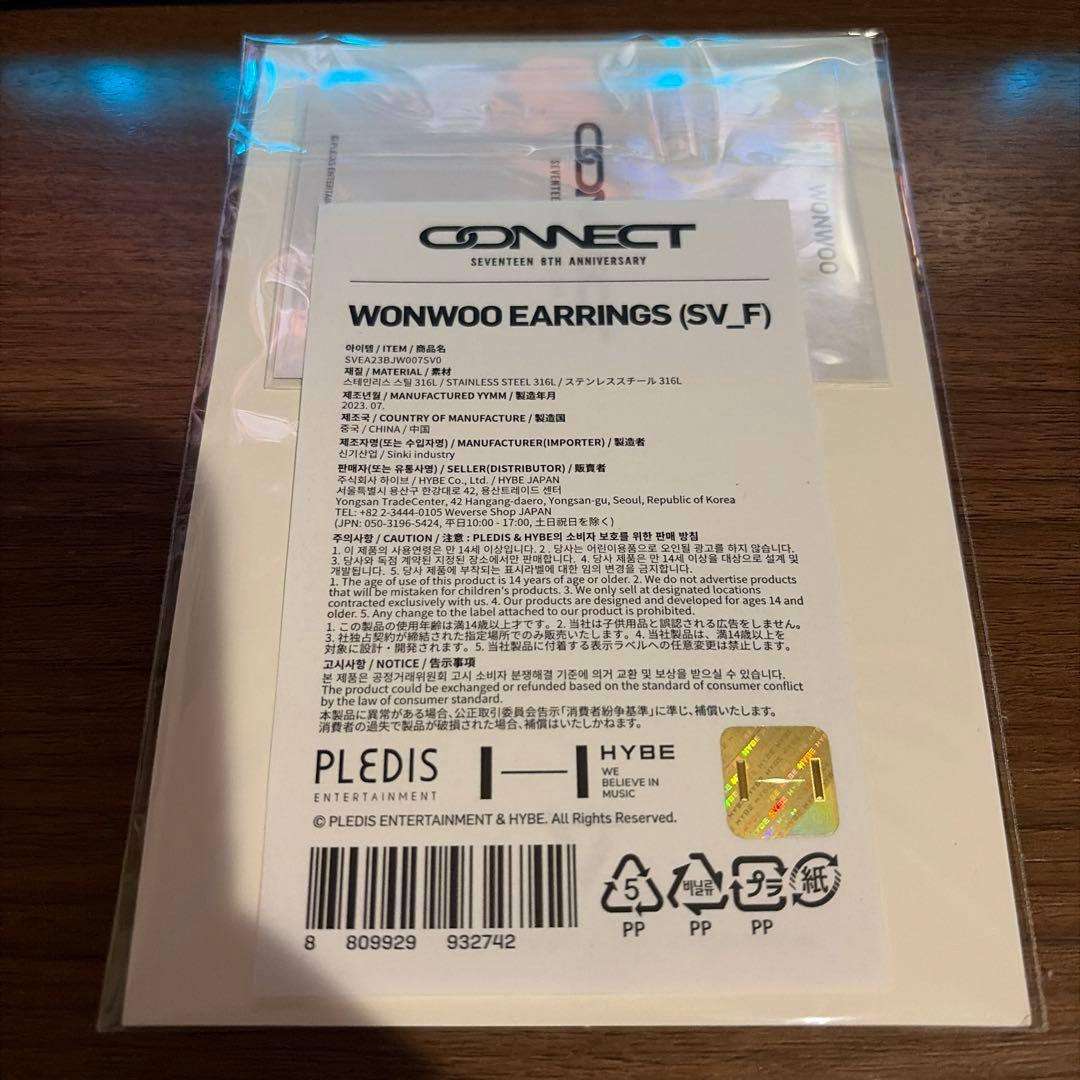 © PLEDIS ENTERTA
CONN
SEVENTEE
WONWOO
CONNECT
SEVENTEEN 8TH ANNIVERSARY
WONWOO EARRINGS (SV_F)
아이템 / ITEM / 商品名
SVEA23BJW007SV0
재질 / MATERIAL / 素材
스테인리스 스틸 316L / STAINLESS STEEL 316L / ステンレススチール 316L
제조년월 / MANUFACTURED YYMM / 製造年月
2023. 07.
제조국 / COUNTRY OF MANUFACTURE / 製造国
중국 / CHINA / 中国
제조자명(또는 수입자명) / MANUFACTURER(IMPORTER) / 製造者
신기산업 / Sinki industry
판매자(또는 유통사명) / SELLER(DISTRIBUTOR) / 販賣者
주식회사 하이브 / HYBE Co., Ltd. / HYBE JAPAN
서울특별시 용산구 한강대로 42, 용산트레이드 센터
Yongsan TradeCenter, 42 Hangang-daero, Yongsan-gu, Seoul, Republic of Korea
TEL: +82 2-3444-0105 Weverse Shop JAPAN
(JPN: 050-3196-5424, 平日10:00 - 17:00, 土日祝日を除く)
주의사항 / CAUTION / 注意 : PLEDIS & HYBE의 소비자 보호를 위한 판매 방침
1. 이 제품의 사용연령은 만 14세 이상입니다. 2 . 당사는 어린이용품으로 오인될 광고를 하지 않습니다.
3. 당사와 독점 계약된 지정된 장소에서만 판매합니다. 4. 당사 제품은 만 14세 이상을 대상으로 설계 및
개발됩니다. 5. 당사 제품에 부착되는 표시라벨에 대한 임의 변경을 금지합니다.
1. The age of use of this product is 14 years of age or older. 2. We do not advertise products
that will be mistaken for children's products. 3. We only sell at designated locations
contracted exclusively with us. 4. Our products are designed and developed for ages 14 and
older. 5. Any change to the label attached to our product is prohibited.
1. この製品の使用年齢は満14歳以上才です。2. 当社は子供用品と誤認される広告をしません。
3. 社独占契約が締結された指定場所でのみ販売いたします。4. 当社製品は、満14歳以上を
対象に設計・開発されます。5. 当社製品に付着する表示ラベルへの任意変更は禁止します。
고시사항 / NOTICE / 告示事項
본 제품은 공정거래위원회 고시 소비자 분쟁해결 기준에 의거 교환 및 보상을 받으실 수 있습니다.
The product could be exchanged or refunded based on the standard of consumer conflict
by the law of consumer standard.
本製品に異常がある場合、公正取引委員会告示「消費者紛争基準」に準じ、補償いたします。
消費者の過失で製品が破損された場合、補償はいたしかねます。
PLEDIS
ENTERTAINMENT
HYBE
WE
BELIEVE IN
MUSIC
HYBE
© PLEDIS ENTERTAINMENT & HYBE. All Rights Reserved.
8 809929 932742
5
PP
비닐류
PP
プラ
PP
紙